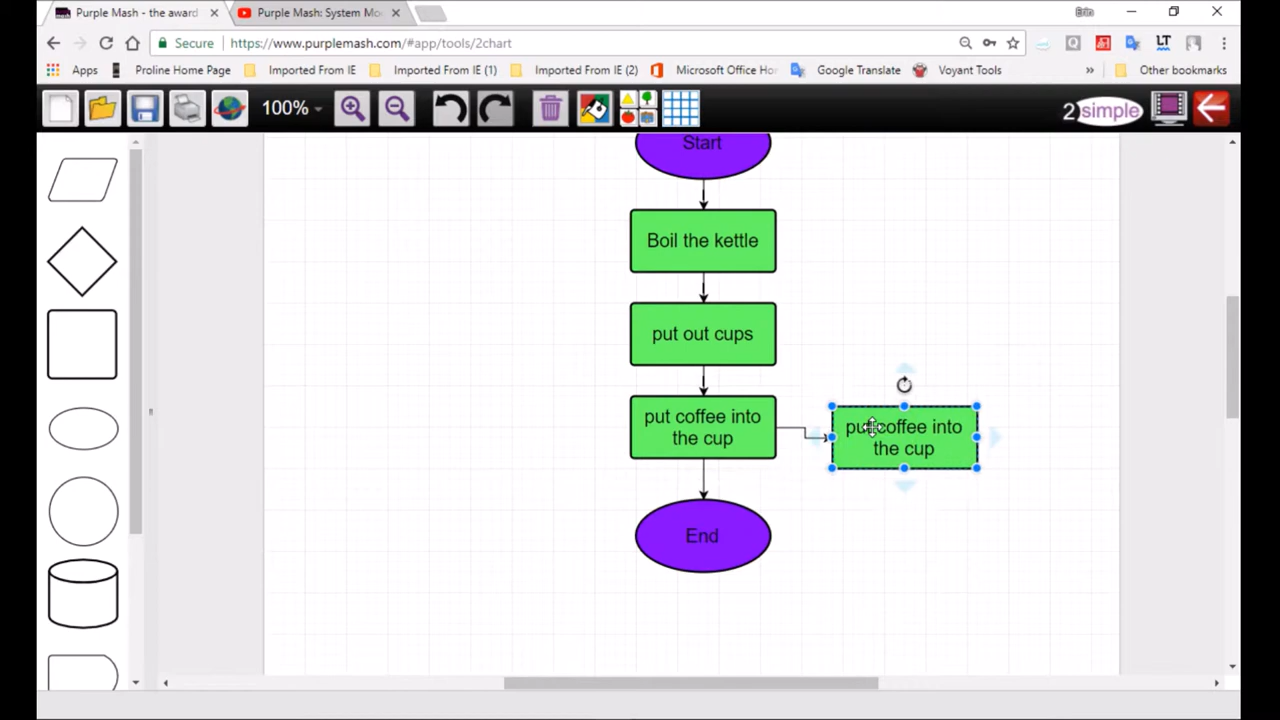 Purple Mash - the award
Purple Mash: System Mo
Erin
Secure
https://www.purplemash.com/#app/tools/2chart
Apps
Proline Home Page
Imported From IE
Imported From IE (1)
Imported From IE (2)
Microsoft Office Ho
Google Translate
LT
Voyant Tools
»
Other bookmarks
100%
2simple
Start
Boil the kettle
put out cups
put coffee into
the cup
put coffee into
the cup
End